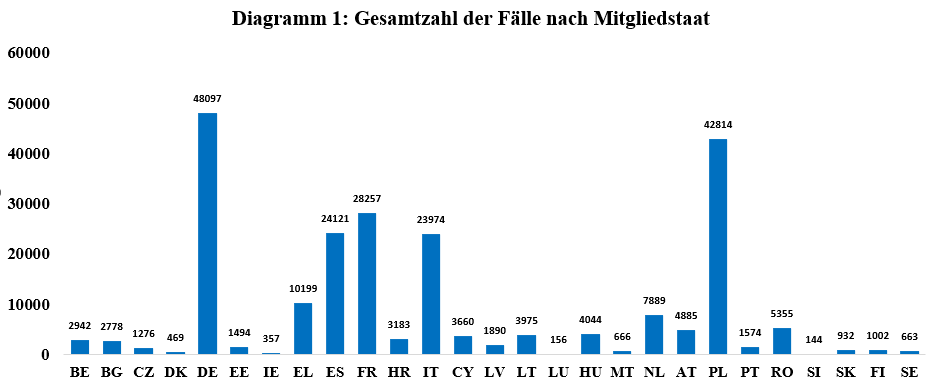 Diagramm 1: Gesamtzahl der Fälle nach Mitgliedstaat
60000
50000
40000
30000
20000
10000
0
2942 2778 1276 469 48097 1494 357 10199 24121 28257 3183 23974 3660 1890 3975 156 4044 666 7889 4885 42814 1574 5355 144 932 1002 663
BE BG CZ DK DE EE IE EL ES FR HR IT CY LV LT LU HU MT NL AT PL PT RO SI SK FI SE